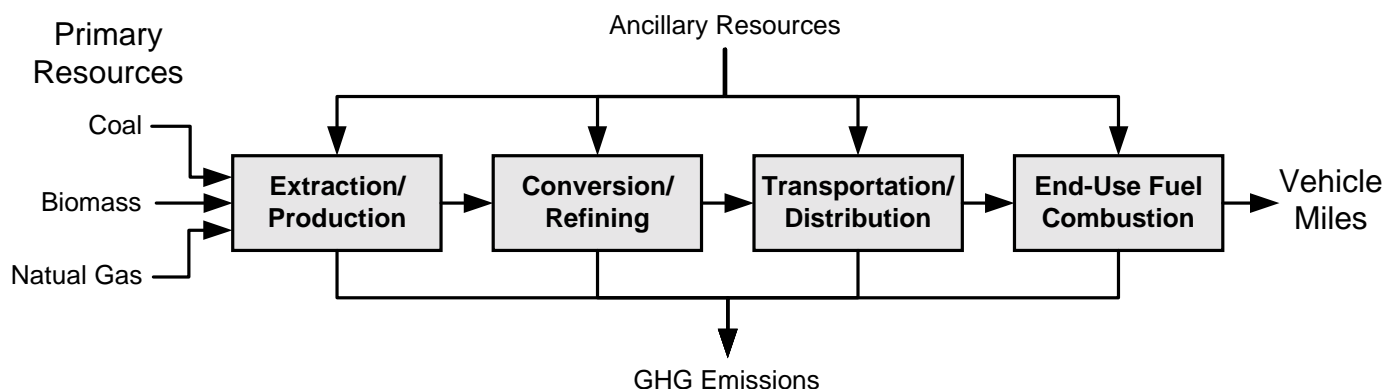 Primary
Resources
Ancillary Resources
Coal
Biomass
Natual Gas
Extraction/
Production
Conversion/
Refining
Transportation/
Distribution
End-Use Fuel
Combustion
Vehicle
Miles
GHG Emissions